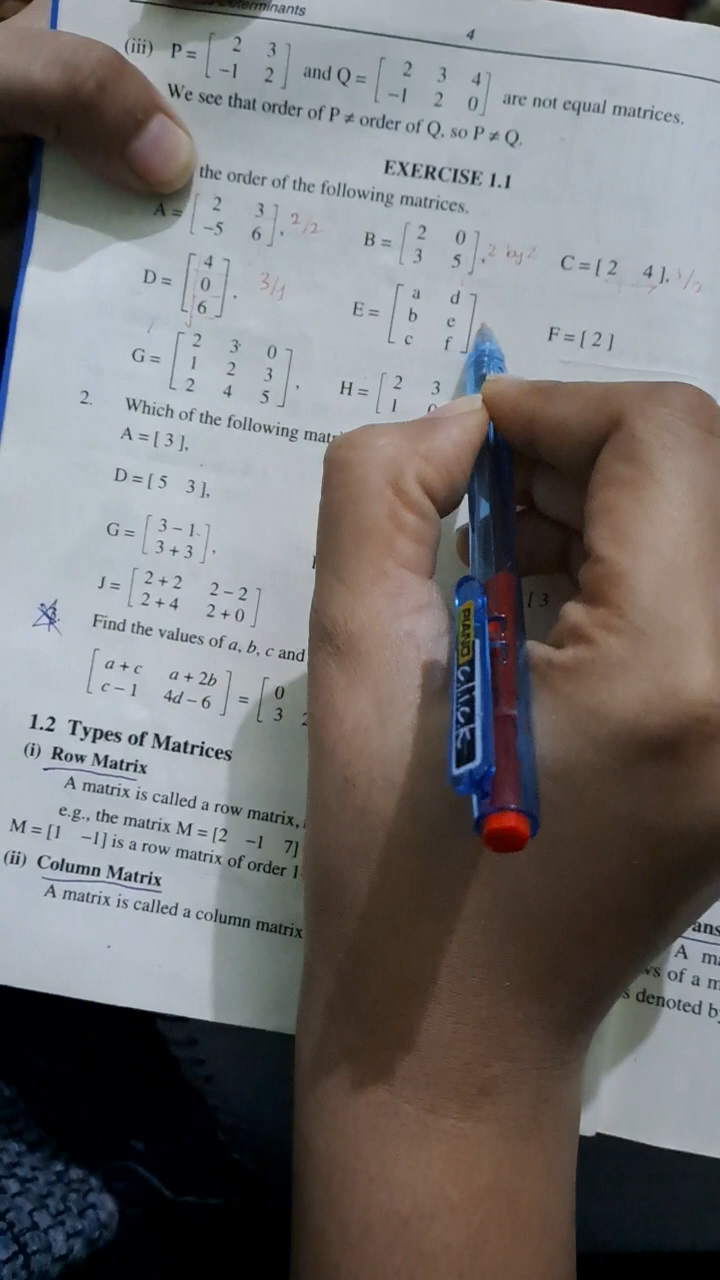 4
(iii) P = [ 2 3 ] and Q = [ 2 3 4 ] are not equal matrices.
[ -1 2 ] [ -1 2 0 ]
We see that order of P ≠ order of Q, so P ≠ Q.
EXERCISE 1.1
the order of the following matrices.
A = [ 2 3 ], 2/2 B = [ 2 0 ], 2 by 2 C = [ 2 4 ], 1/2
[ -5 6 ] [ 3 5 ]
D = [ 4 ], 3/1 E = [ a d ] F = [ 2 ]
[ 0 ] [ b e ]
[ 6 ] [ c f ]
G = [ 2 3 0 ], H = [ 2 3
[ 1 2 3 ] [ 1
[ 2 4 5 ]
2. Which of the following
A = [ 3 ],
D = [ 5 3 ],
G = [ 3 – 1 ],
[ 3 + 3 ]
J = [ 2 + 2 2 – 2 ]
[ 2 + 4 2 + 0 ]
[ 3
Find the values of a, b, c and
[ a + c a + 2b ] = [ 0
[ c – 1 4d – 6 ] [ 3
1.2 Types of Matrices
(i) Row Matrix
A matrix is called a row matrix,
e.g., the matrix M = [2 -1 7]
M = [1 -1] is a row matrix of order 1
(ii) Column Matrix
A matrix is called a column matrix
PIANO click
A
of a
denoted